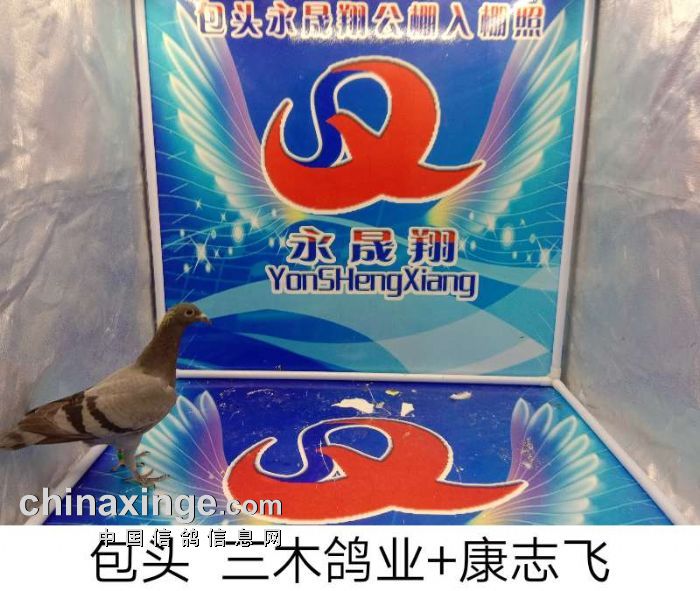 包头永晟翔公棚入棚照
永晟翔
YonSHengXiang
chinaxinge.com
中国信鸽信息网
包头 三木鸽业+康志飞